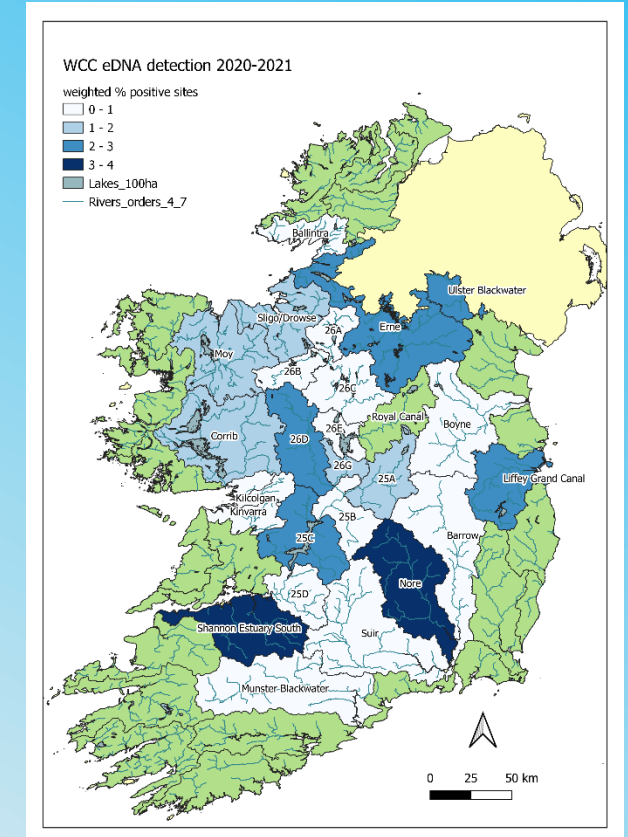 WCC eDNA detection 2020-2021
weighted % positive sites
0 - 1
1 - 2
2 - 3
3 - 4
Lakes_100ha
Rivers_orders_4_7
Ballintra
Ulster Blackwater
Sligo/Drowse
26A
Erne
Moy
26B
26C
Royal Canal
Boyne
26E
Corrib
26D
26G
25A
Liffey Grand Canal
Kilcolgan
Kinvarra
25B
Barrow
25C
Nore
25D
Shannon Estuary South
Suir
Munster Blackwater
0 25 50 km